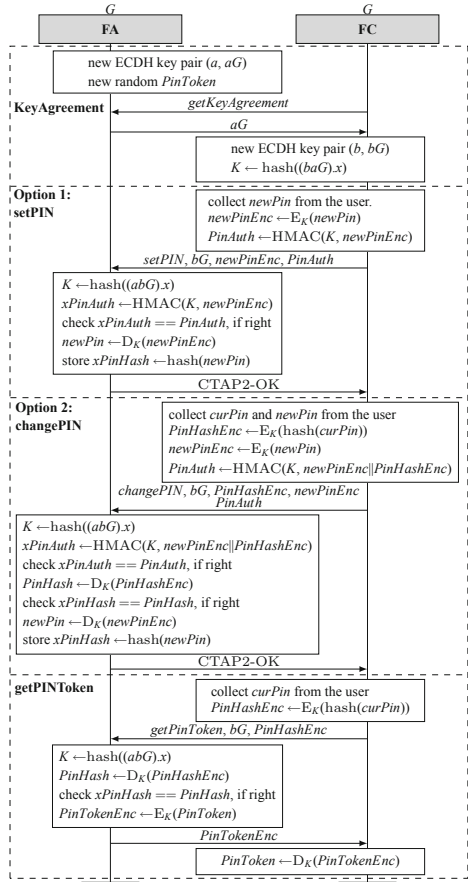 G G
FA FC
new ECDH key pair (a, aG)
new random PinToken
KeyAgreement
getKeyAgreement
aG
new ECDH key pair (b, bG)
K ← hash((baG).x)
Option 1:
setPIN
collect newPin from the user.
newPinEnc ←E_K(newPin)
PinAuth ←HMAC(K, newPinEnc)
setPIN, bG, newPinEnc, PinAuth
K ←hash((abG).x)
xPinAuth ←HMAC(K, newPinEnc)
check xPinAuth == PinAuth, if right
newPin ←D_K(newPinEnc)
store xPinHash ←hash(newPin)
CTAP2-OK
Option 2:
changePIN
collect curPin and newPin from the user
PinHashEnc ←E_K(hash(curPin))
newPinEnc ←E_K(newPin)
PinAuth ←HMAC(K, newPinEnc||PinHashEnc)
changePIN, bG, PinHashEnc, newPinEnc
PinAuth
K ←hash((abG).x)
xPinAuth ←HMAC(K, newPinEnc||PinHashEnc)
check xPinAuth == PinAuth, if right
PinHash ←D_K(PinHashEnc)
check xPinHash == PinHash, if right
newPin ←D_K(newPinEnc)
store xPinHash ←hash(newPin)
CTAP2-OK
getPINToken
collect curPin from the user
PinHashEnc ←E_K(hash(curPin))
getPinToken, bG, PinHashEnc
K ←hash((abG).x)
PinHash ←D_K(PinHashEnc)
check xPinHash == PinHash, if right
PinTokenEnc ←E_K(PinToken)
PinTokenEnc
PinToken ←D_K(PinTokenEnc)